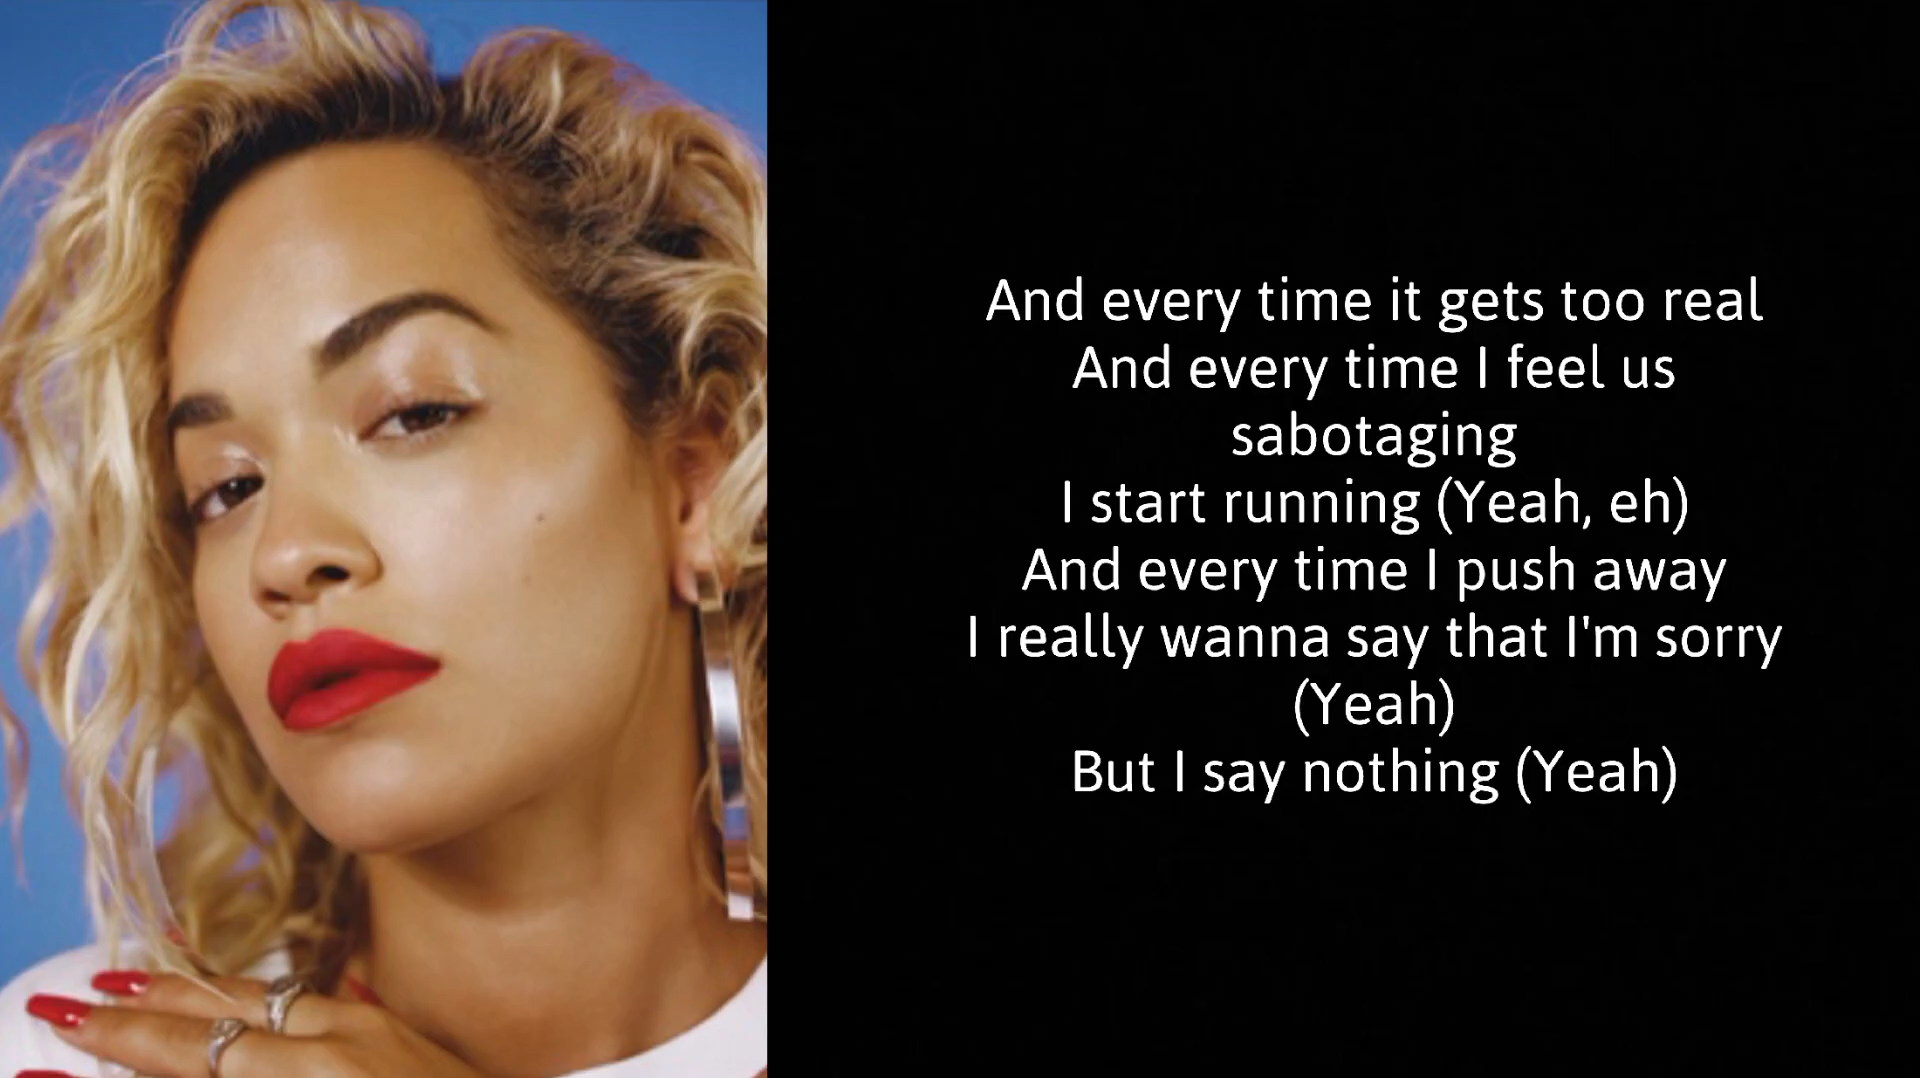 And every time it gets too real
And every time I feel us
sabotaging
I start running (Yeah, eh)
And every time I push away
I really wanna say that I'm sorry
(Yeah)
But I say nothing (Yeah)